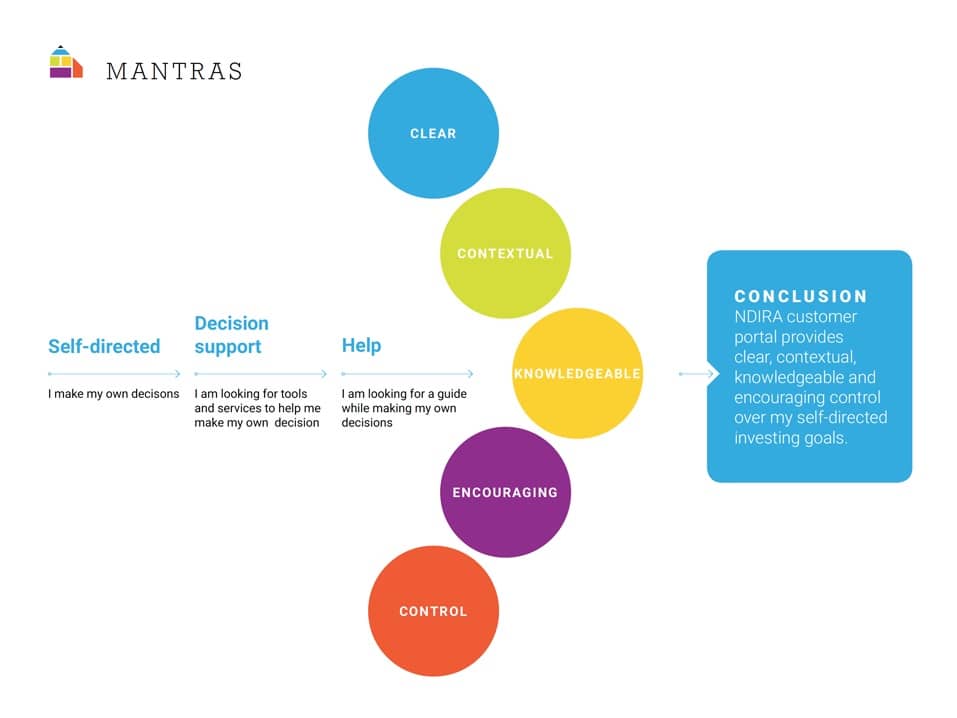 MANTRAS
CLEAR
CONTEXTUAL
KNOWLEDGEABLE
ENCOURAGING
CONTROL
Self-directed
I make my own decisons
Decision
support
I am looking for tools
and services to help me
make my own  decision
Help
I am looking for a guide
while making my own
decisions
CONCLUSION
NDIRA customer
portal provides
clear, contextual,
knowledgeable and
encouraging control
over my self-directed
investing goals.